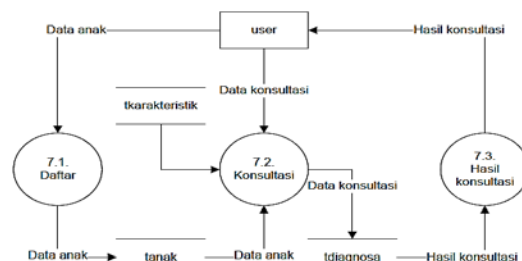 Data anak
user
Hasil konsultasi
Data konsultasi
tkarakteristik
7.1.
Daftar
7.2.
Konsultasi
7.3.
Hasil
konsultasi
Data konsultasi
Data anak
tanak
Data anak
tdiagnosa
Hasil konsultasi